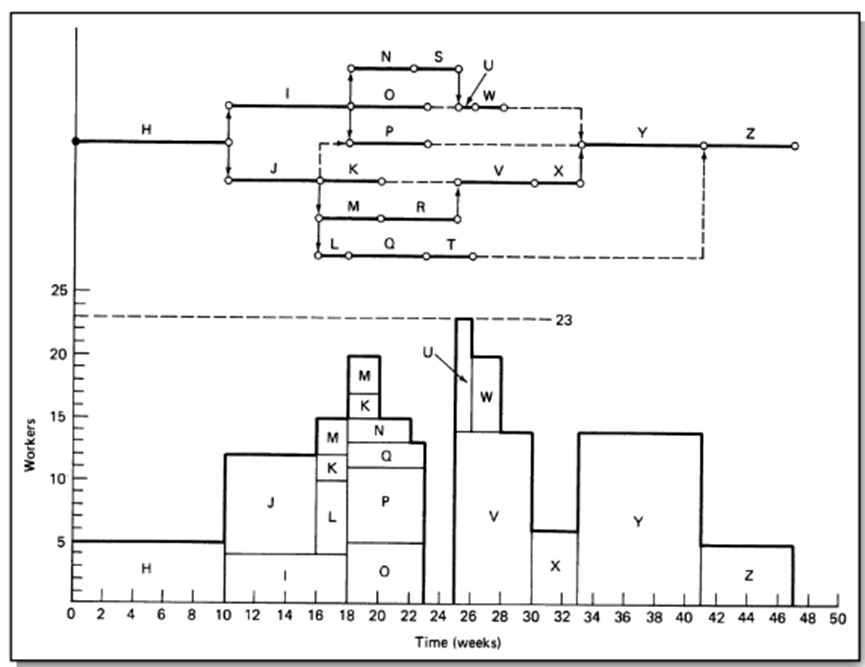 N S U
I O W
H P Y Z
J K V X
M R
L Q T
25
23
20
U M W
K
15
M N
Workers
K Q
10
J L P V Y
5
H I O X Z
0 2 4 6 8 10 12 14 16 18 20 22 24 26 28 30 32 34 36 38 40 42 44 46 48 50
Time (weeks)